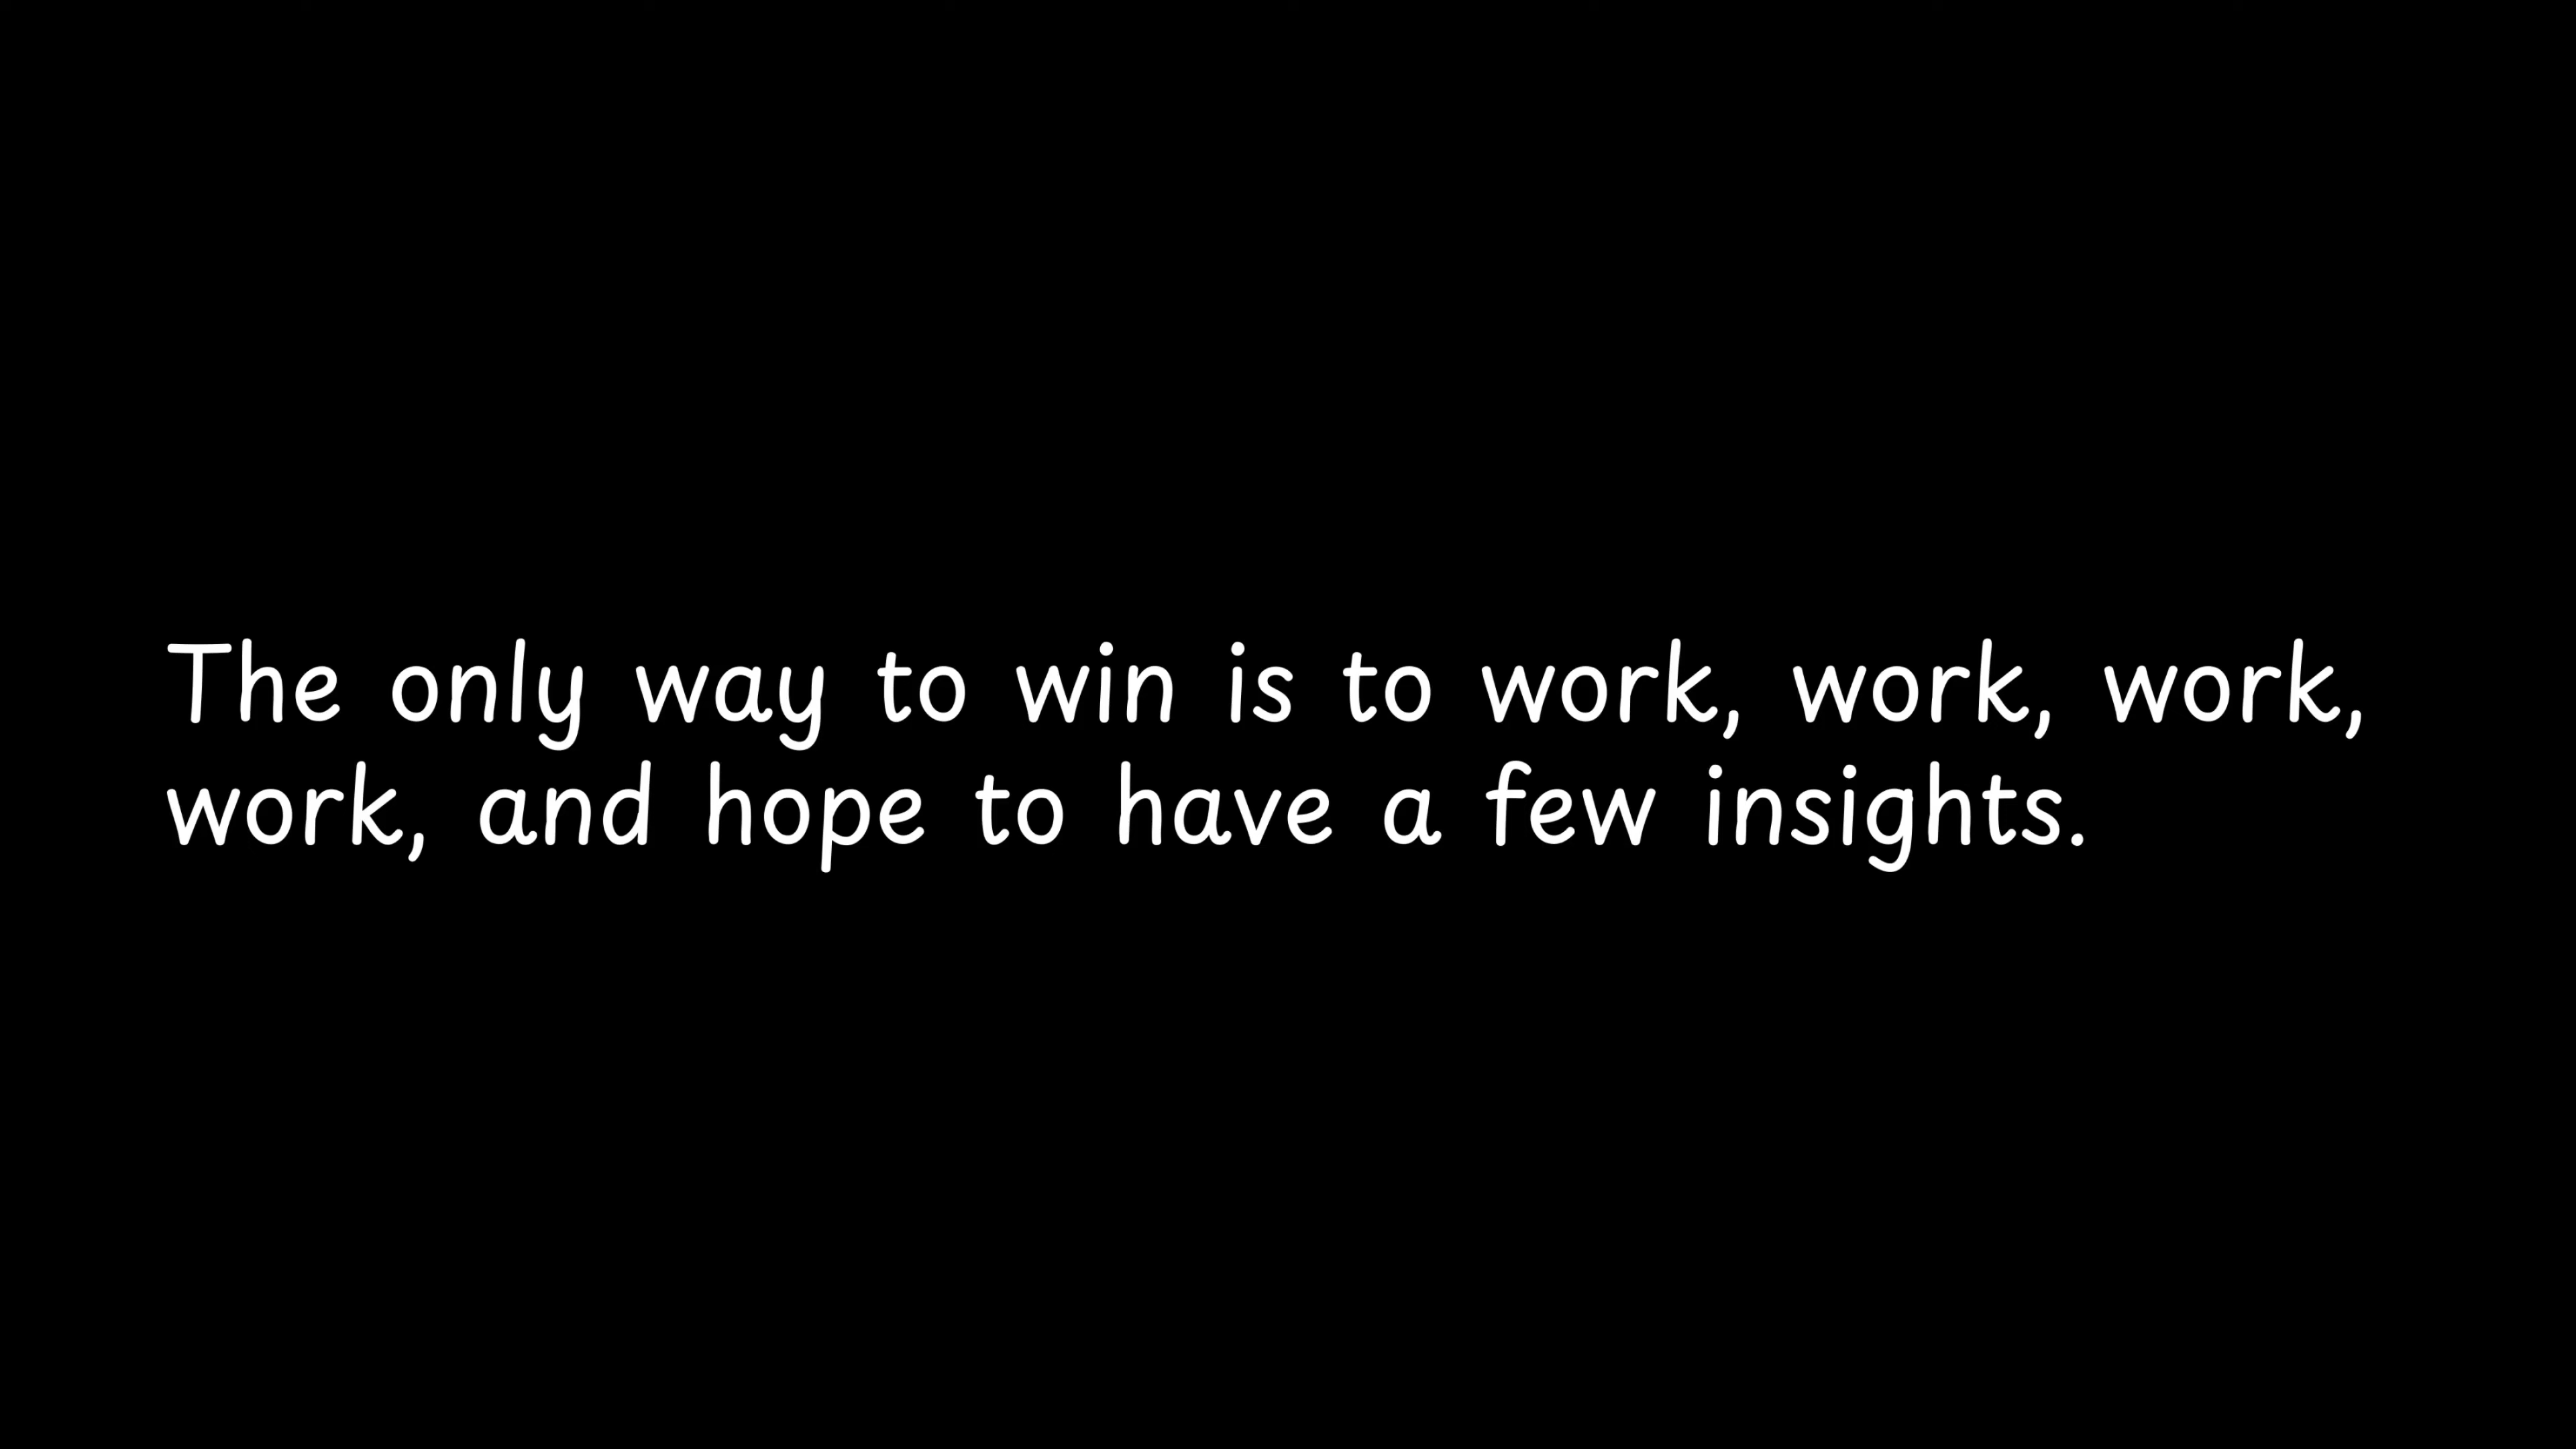 The only way to win is to work, work, work,
work, and hope to have a few insights.